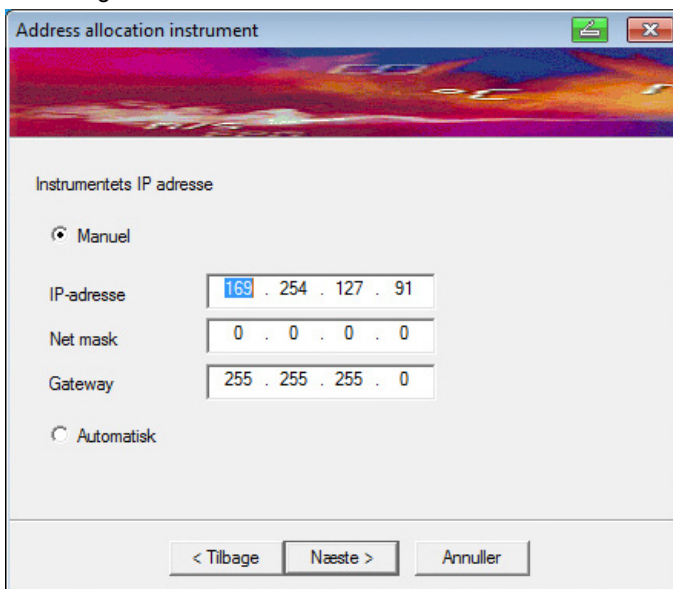 Address allocation instrument
CO
°C
Instrumentets IP adresse
Manuel
IP-adresse 169 . 254 . 127 . 91
Net mask 0 . 0 . 0 . 0
Gateway 255 . 255 . 255 . 0
Automatisk
< Tilbage Næste > Annuller